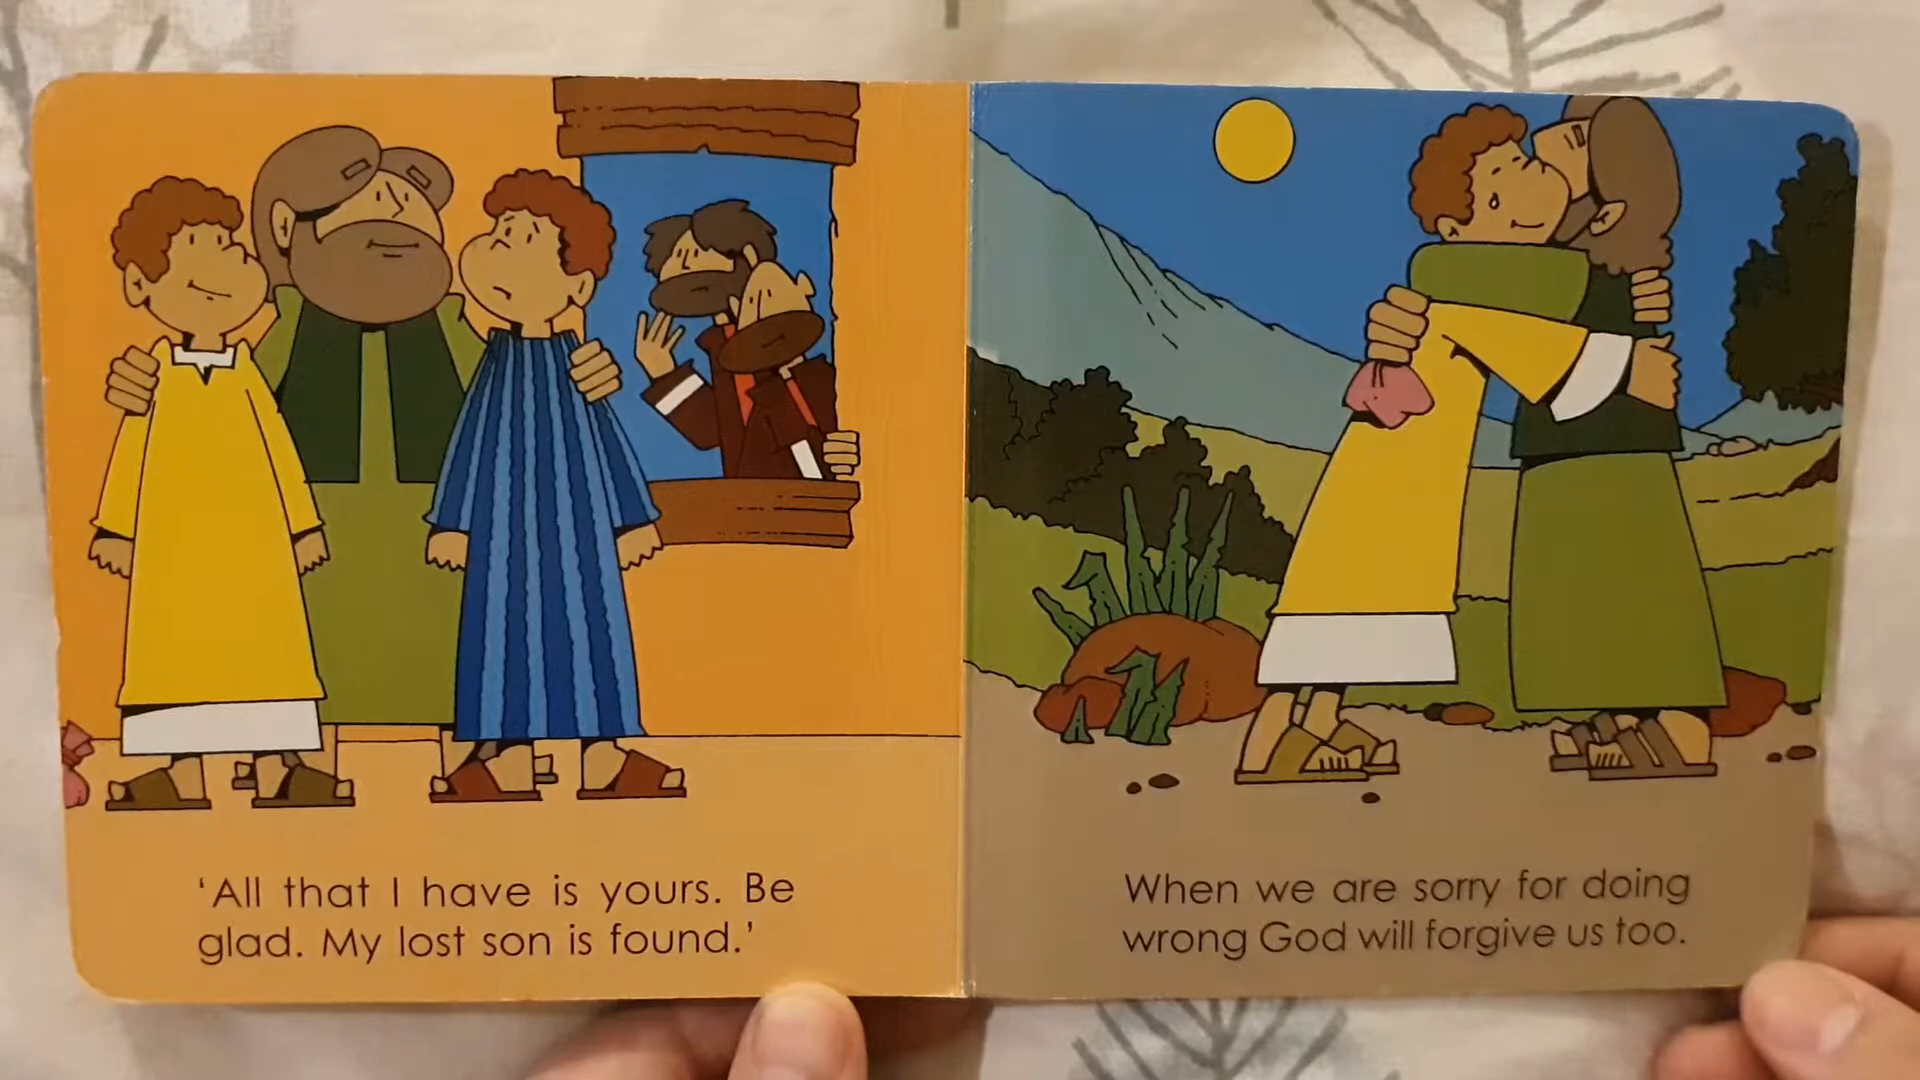 ‘All that I have is yours. Be
glad. My lost son is found.’
When we are sorry for doing
wrong God will forgive us too.